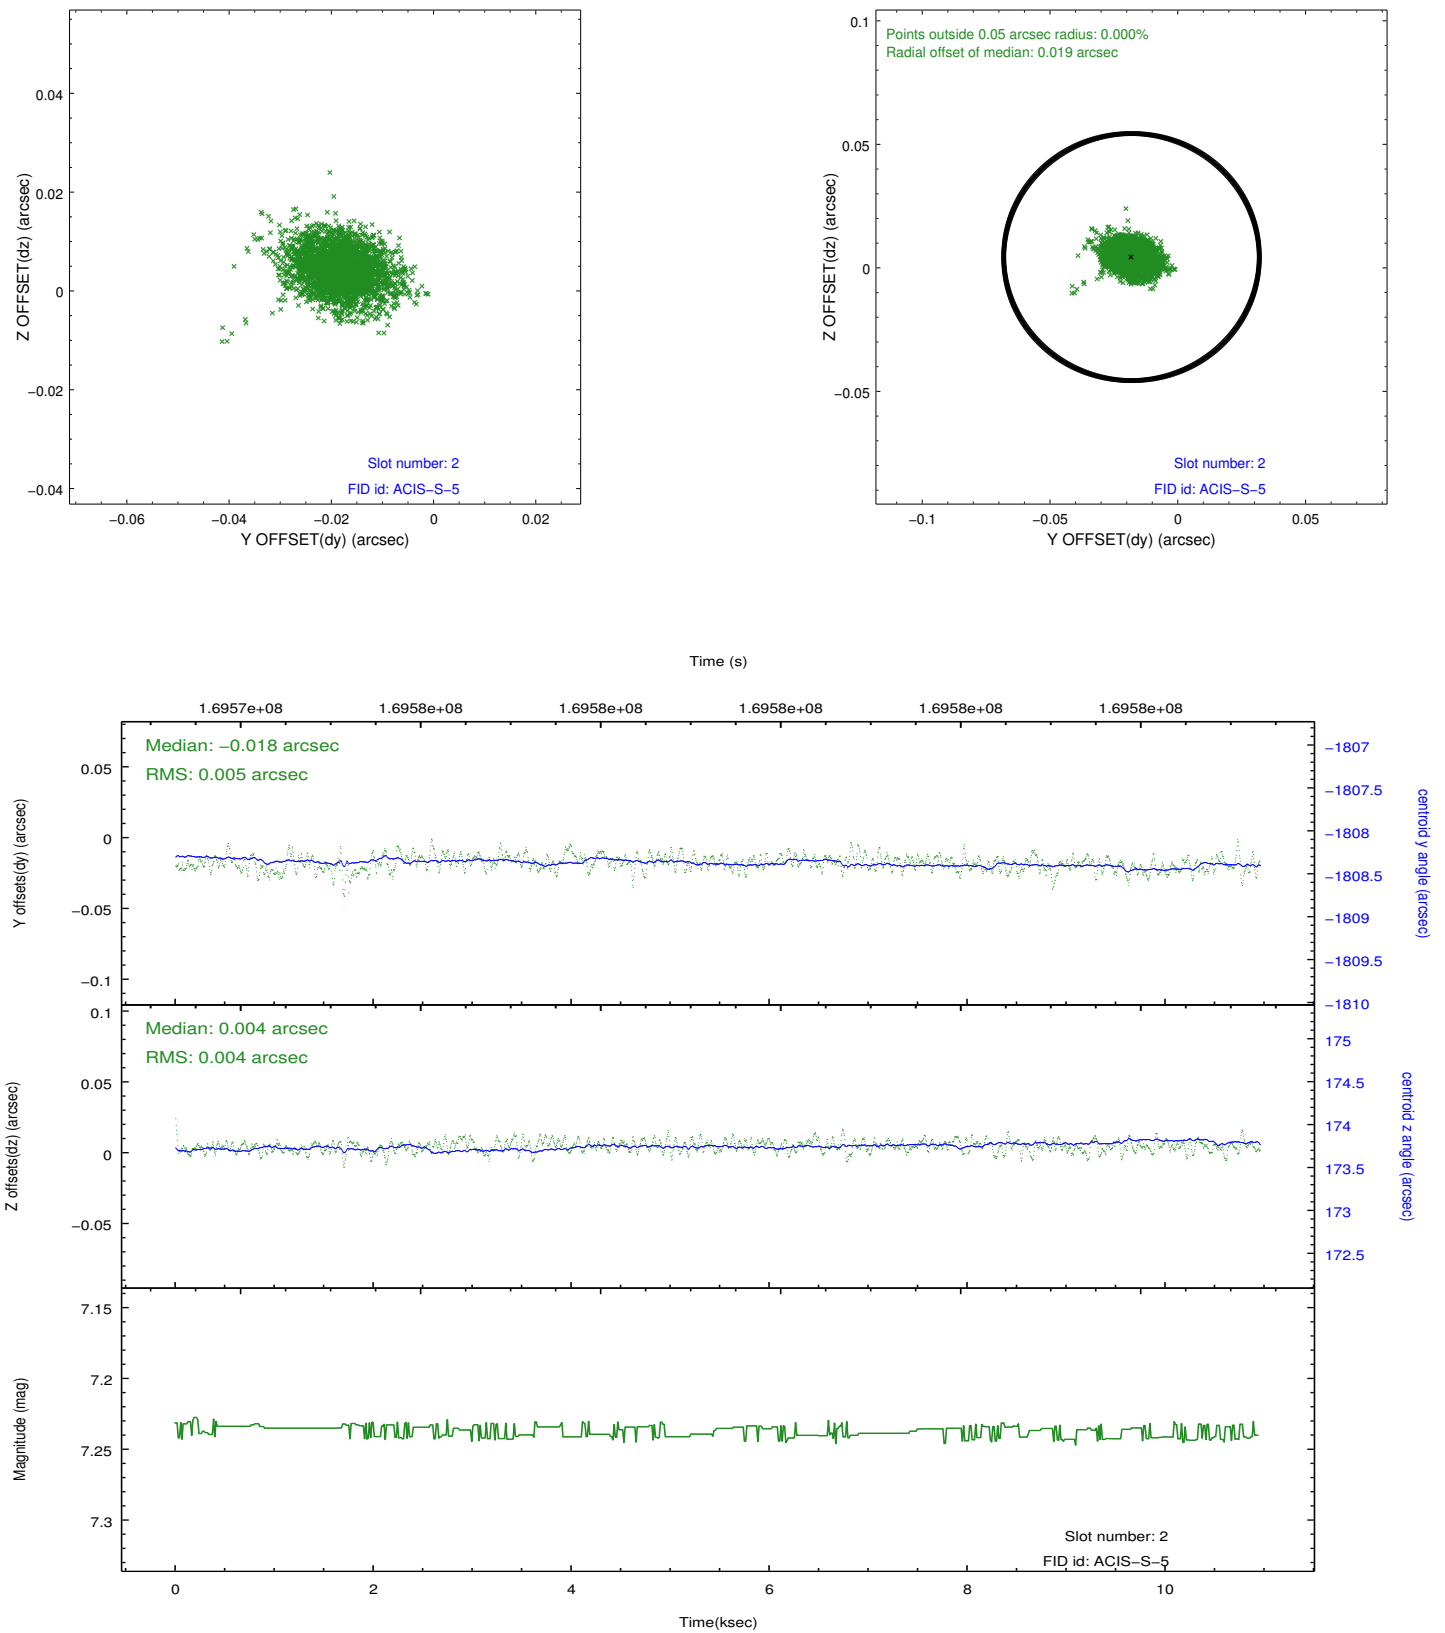 0.04
0.02
0
−0.02
−0.04
Z OFFSET(dz) (arcsec)
Slot number: 2
FID id: ACIS−S−5
−0.06 −0.04 −0.02 0 0.02
Y OFFSET(dy) (arcsec)
Points outside 0.05 arcsec radius: 0.000%
Radial offset of median: 0.019 arcsec
0.1
0.05
0
−0.05
Z OFFSET(dz) (arcsec)
Slot number: 2
FID id: ACIS−S−5
−0.1 −0.05 0 0.05
Y OFFSET(dy) (arcsec)
Time (s)
1.6957e+08 1.6958e+08 1.6958e+08 1.6958e+08 1.6958e+08 1.6958e+08
Median: −0.018 arcsec
RMS: 0.005 arcsec
0.05
0
−0.05
−0.1
Y offsets(dy) (arcsec)
−1807
−1807.5
−1808
−1808.5
−1809
−1809.5
−1810
centroid y angle (arcsec)
Median: 0.004 arcsec
RMS: 0.004 arcsec
0.1
0.05
0
−0.05
Z offsets(dz) (arcsec)
175
174.5
174
173.5
173
172.5
centroid z angle (arcsec)
7.15
7.2
7.25
7.3
Magnitude (mag)
Slot number: 2
FID id: ACIS−S−5
0 2 4 6 8 10
Time(ksec)